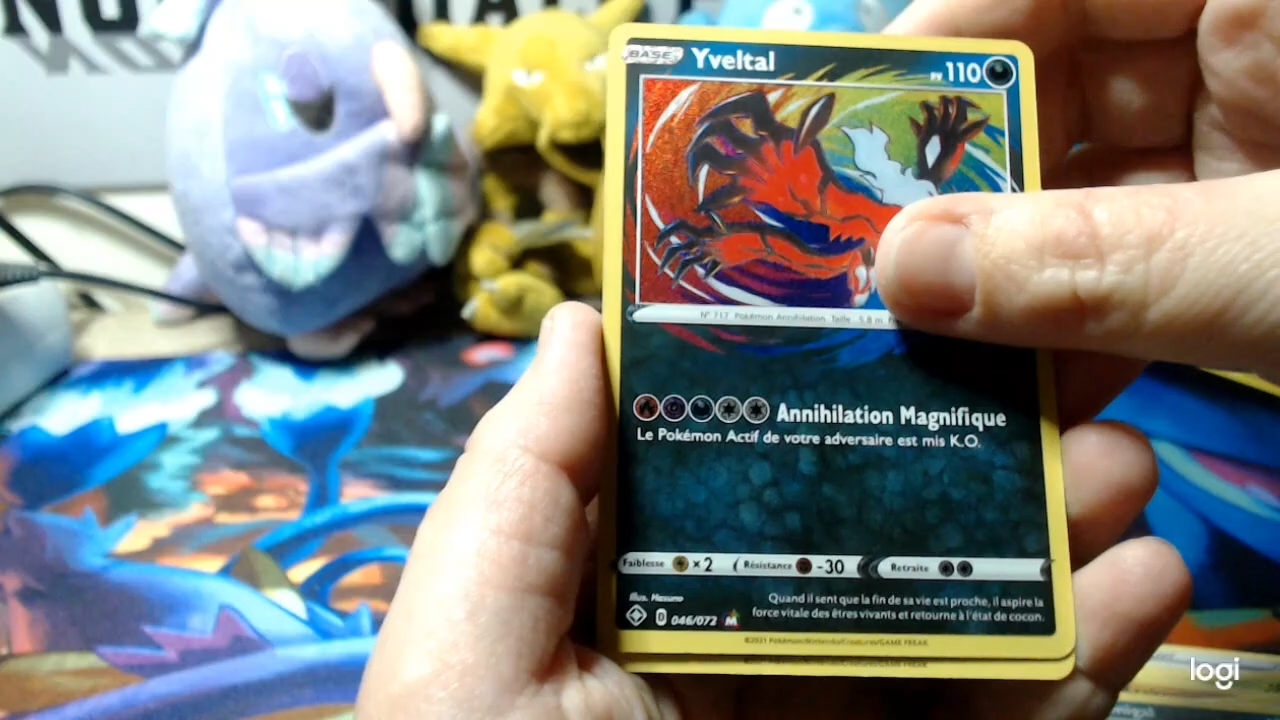 BASE Yveltal PV 110
N° 717 Pokémon Annihilation Taille : 5.8 m
Annihilation Magnifique
Le Pokémon Actif de votre adversaire est mis K.O.
Faiblesse ×2 Résistance -30 Retraite
Illus. Mizuno
Quand il sent que la fin de sa vie est proche, il aspire la
force vitale des êtres vivants et retourne à l'état de cocon.
D 046/072
©2021 Pokémon/Nintendo/Creatures/GAME FREAK
logi